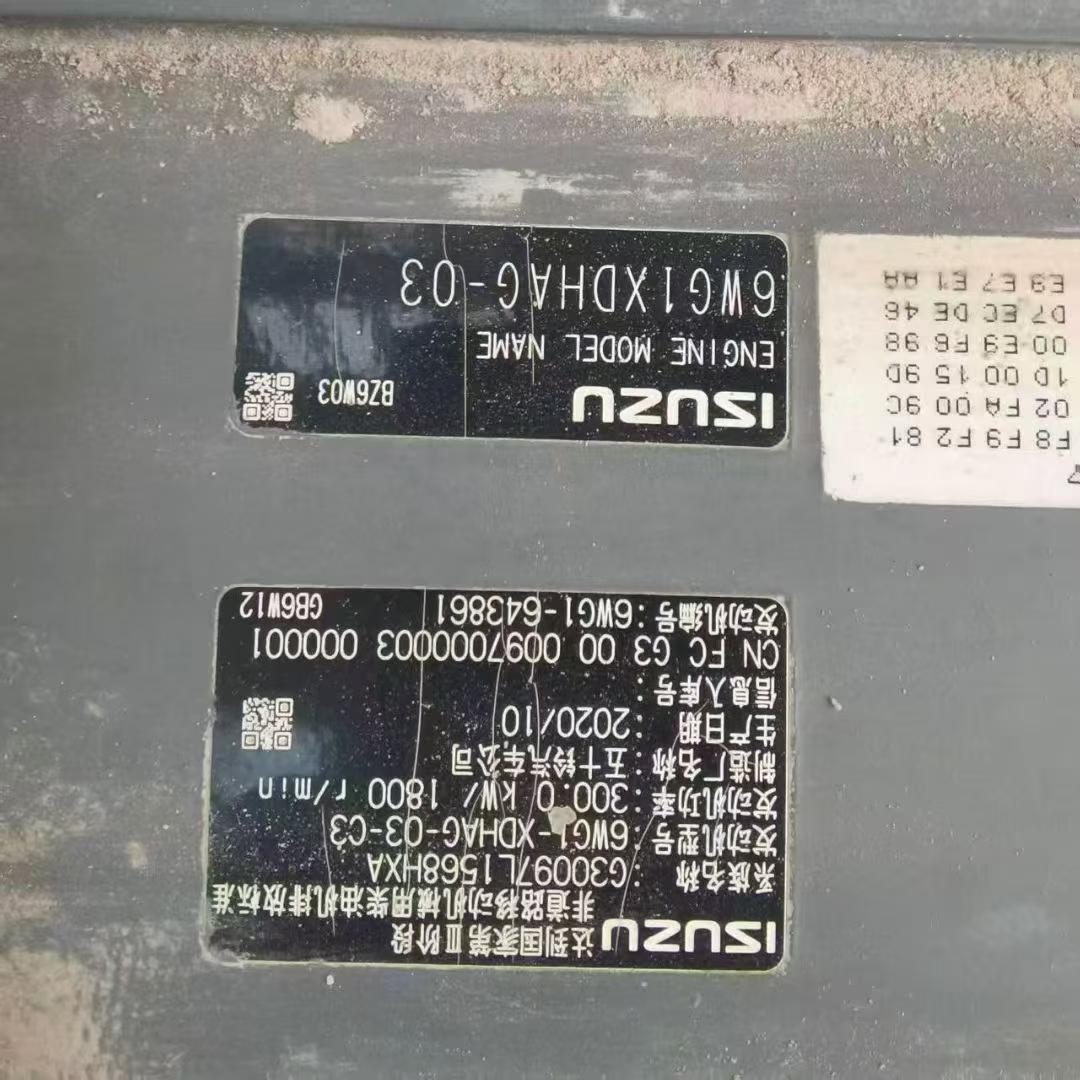 ISUZU 达到国家第Ⅲ阶段
非道路移动机械用柴油机排放标准
系族名称 : G30097L1568HXA
发动机型号 : 6WG1-XDHAG-03-C3
发动机功率 : 300.0 kW/ 1800 r/min
制造厂名称 : 五十铃汽车公司
生产日期 : 2020/10
信息入库号 :
CN FC G3 00 0097000003 000001
发动机编号 : 6WG1-643861 GB6W12
F8 F9 F2 81
02 FA 00 9C
1D 00 15 9D
00 E9 F6 98
D7 EC DE 46
E9 E7 E1 AA
ISUZU BZ6W03
ENGINE MODEL NAME
6WG1XDHAG-03